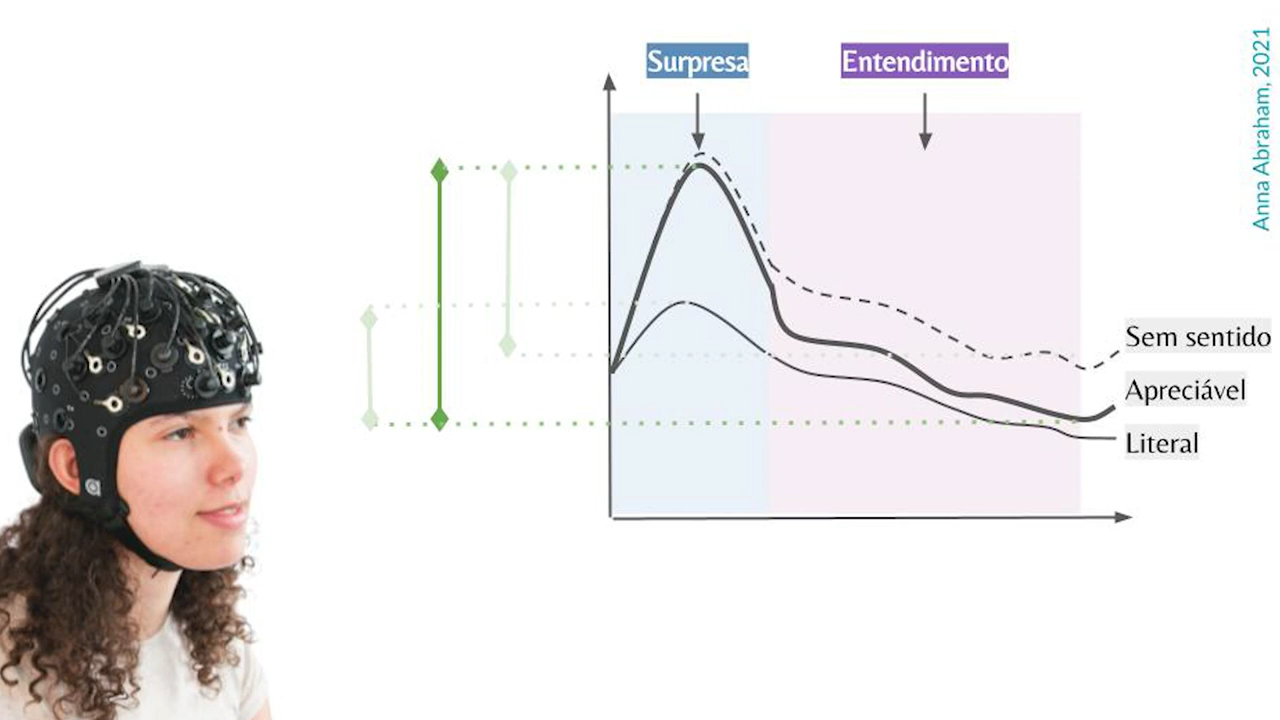 Surpresa
Entendimento
Anna Abraham, 2021
Sem sentido
Apreciável
Literal